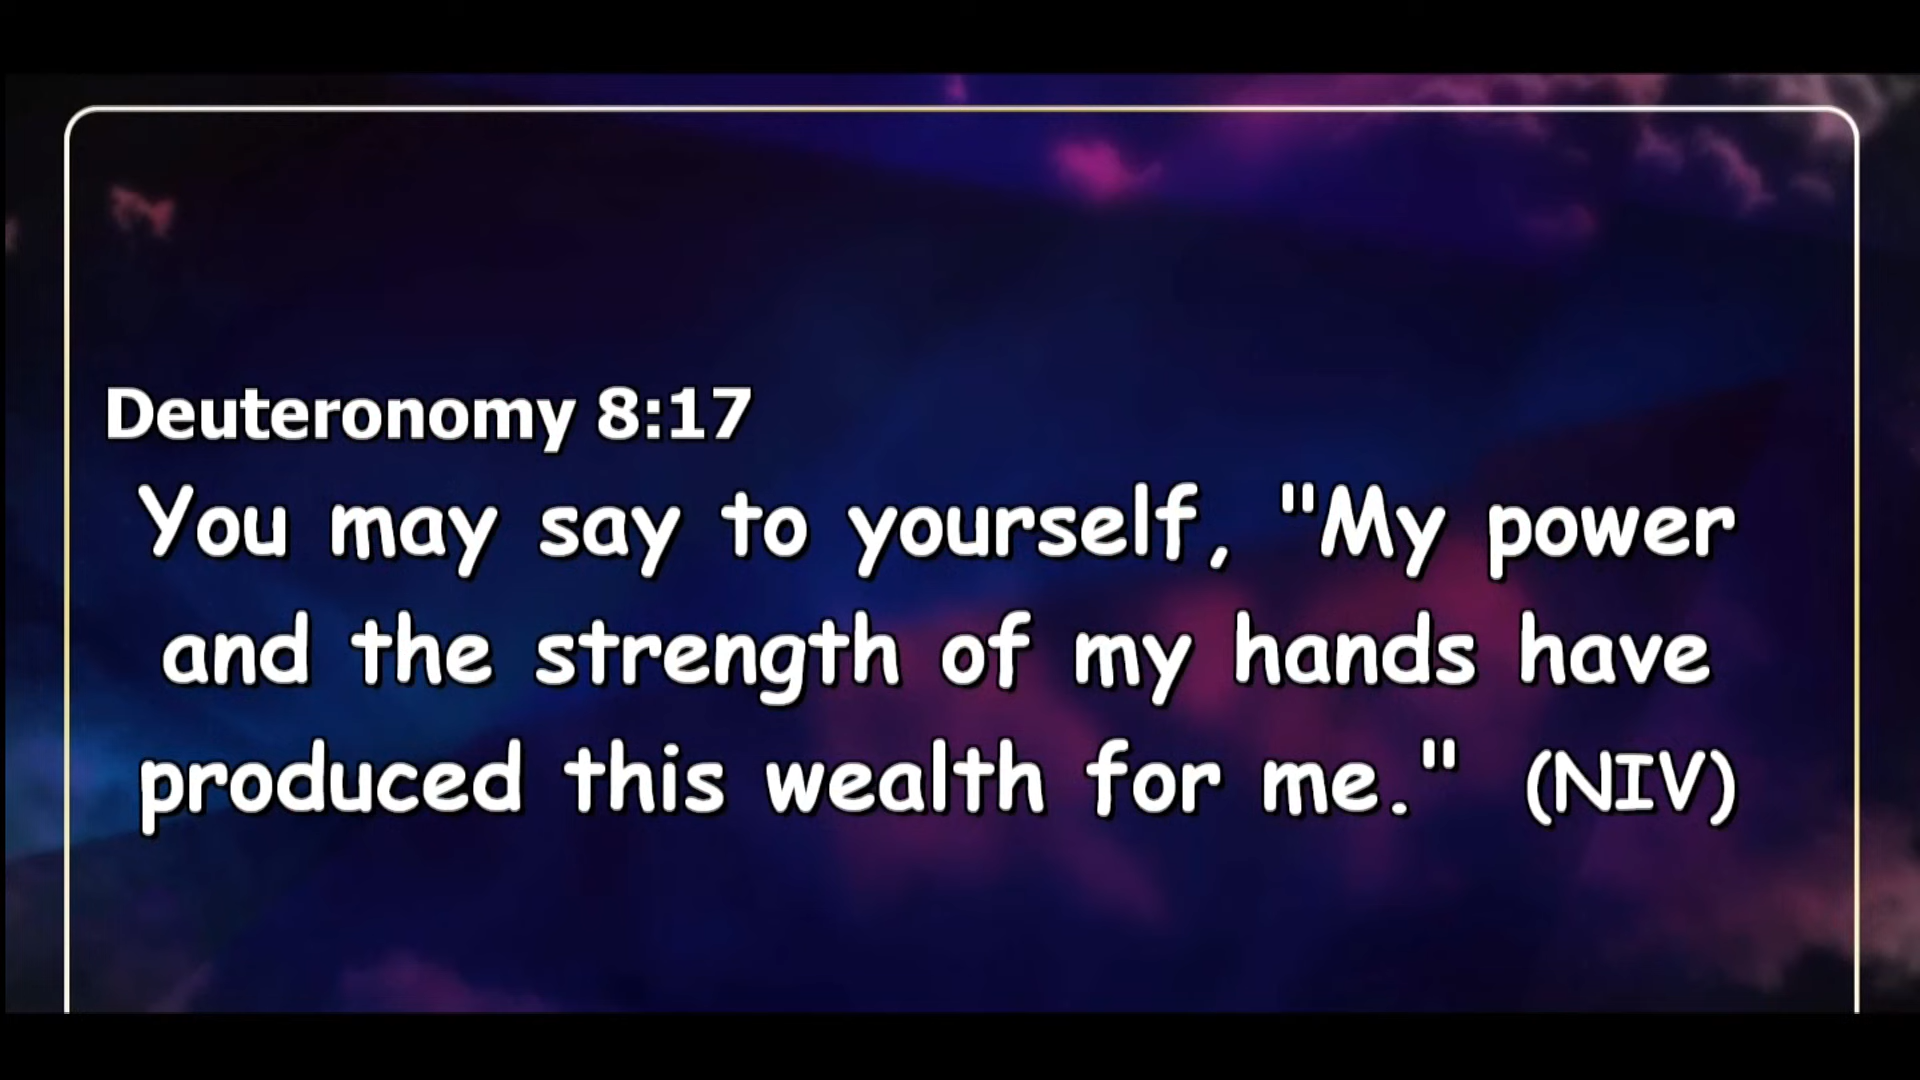 Deuteronomy 8:17
You may say to yourself, "My power
and the strength of my hands have
produced this wealth for me." (NIV)